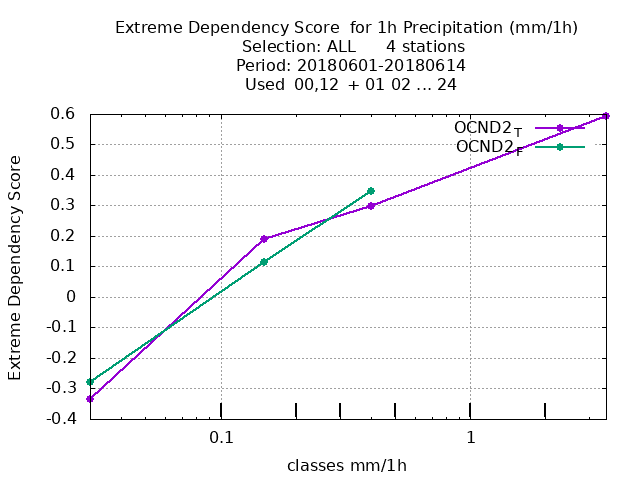 Extreme Dependency Score for 1h Precipitation (mm/1h)
Selection: ALL 4 stations
Period: 20180601-20180614
Used 00,12 + 01 02 ... 24
Extreme Dependency Score
0.6
0.5
0.4
0.3
0.2
0.1
0
-0.1
-0.2
-0.3
-0.4
OCND2_T
OCND2_F
0.1
1
classes mm/1h